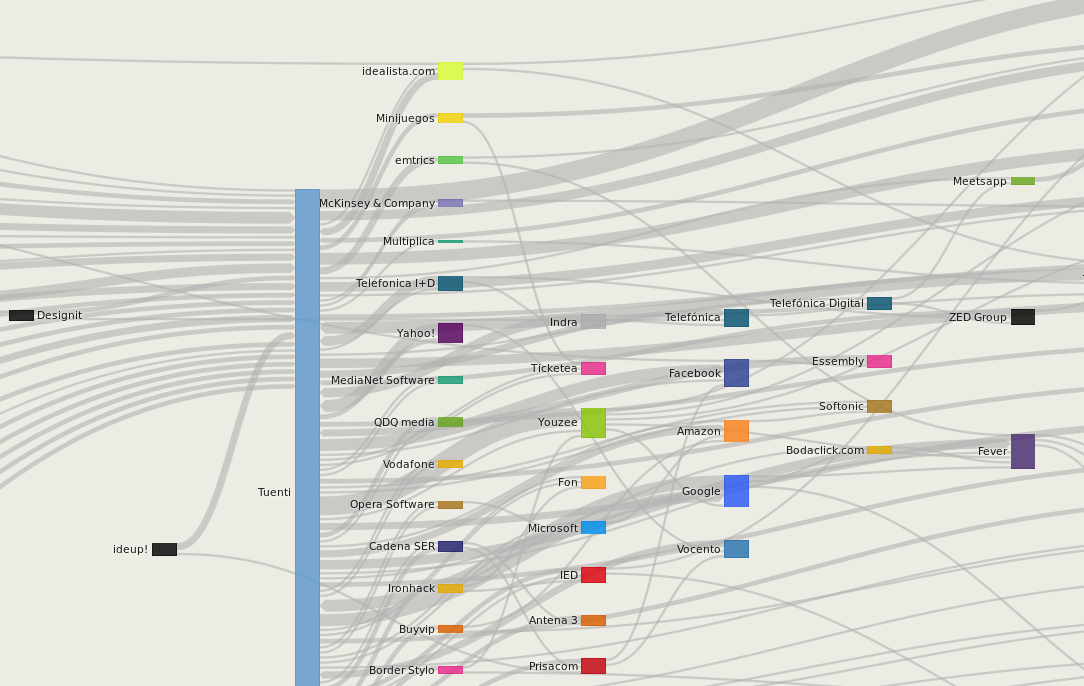 idealista.com
Minijuegos
emtrics
Meetsapp
McKinsey & Company
Multiplica
Telefonica I+D
Telefónica Digital
Designit
Telefónica
ZED Group
Indra
Yahoo!
Essembly
Ticketea
Facebook
MediaNet Software
Softonic
QDQ media
Youzee
Amazon
Bodaclick.com
Fever
Vodafone
Fon
Google
Tuenti
Opera Software
Microsoft
Cadena SER
ideup!
Vocento
IED
Ironhack
Antena 3
Buyvip
Prisacom
Border Stylo